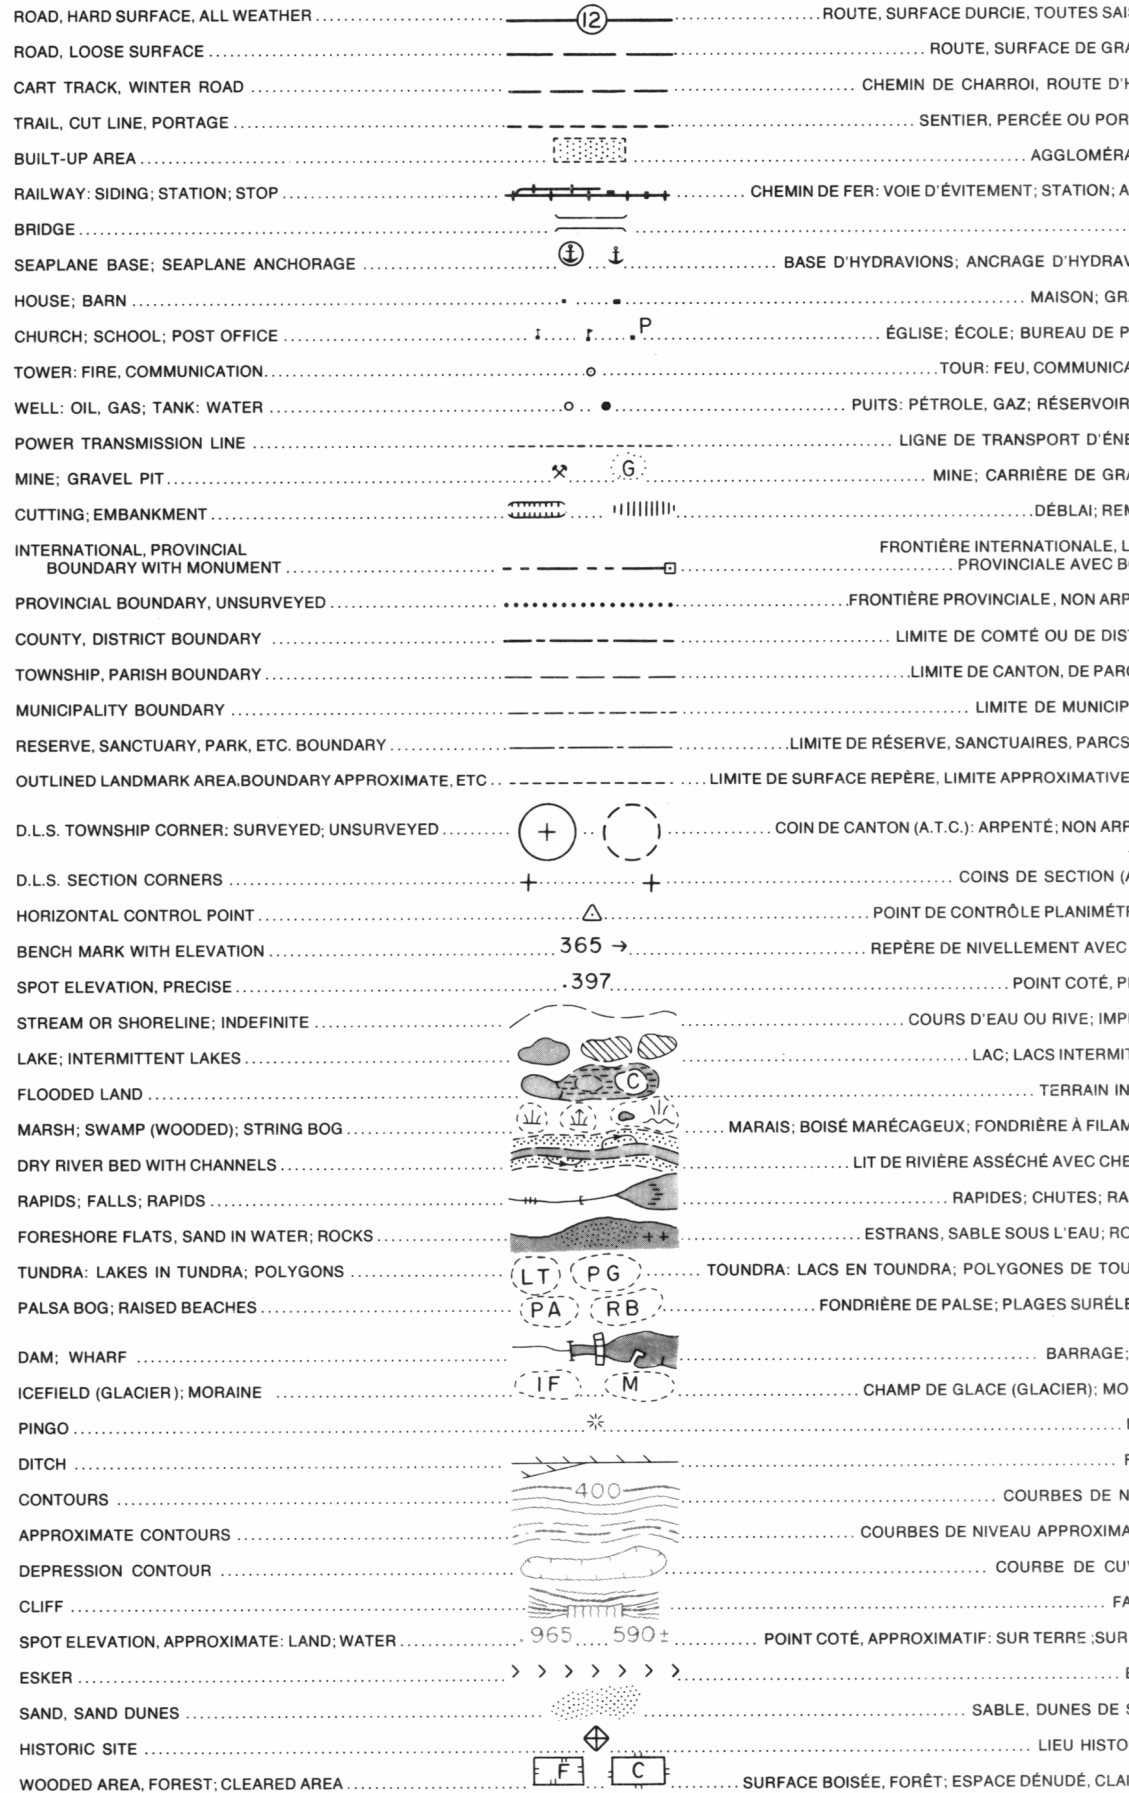 ROAD, HARD SURFACE, ALL WEATHER 12 ROUTE, SURFACE DURCIE, TOUTES SAI
ROAD, LOOSE SURFACE ROUTE, SURFACE DE GRA
CART TRACK, WINTER ROAD CHEMIN DE CHARROI, ROUTE D'H
TRAIL, CUT LINE, PORTAGE SENTIER, PERCÉE OU POR
BUILT-UP AREA AGGLOMÉRA
RAILWAY: SIDING; STATION; STOP CHEMIN DE FER: VOIE D'ÉVITEMENT; STATION; A
BRIDGE
SEAPLANE BASE; SEAPLANE ANCHORAGE BASE D'HYDRAVIONS; ANCRAGE D'HYDRAV
HOUSE; BARN MAISON; GR
CHURCH; SCHOOL; POST OFFICE P ÉGLISE; ÉCOLE; BUREAU DE P
TOWER: FIRE, COMMUNICATION TOUR: FEU, COMMUNICA
WELL: OIL, GAS; TANK: WATER PUITS: PÉTROLE, GAZ; RÉSERVOIR
POWER TRANSMISSION LINE LIGNE DE TRANSPORT D'ÉNE
MINE; GRAVEL PIT G MINE; CARRIÈRE DE GRA
CUTTING; EMBANKMENT DÉBLAI; REM
INTERNATIONAL, PROVINCIAL FRONTIÈRE INTERNATIONALE, L
BOUNDARY WITH MONUMENT PROVINCIALE AVEC B
PROVINCIAL BOUNDARY, UNSURVEYED FRONTIÈRE PROVINCIALE, NON ARP
COUNTY, DISTRICT BOUNDARY LIMITE DE COMTÉ OU DE DIS
TOWNSHIP, PARISH BOUNDARY LIMITE DE CANTON, DE PARO
MUNICIPALITY BOUNDARY LIMITE DE MUNICIP
RESERVE, SANCTUARY, PARK, ETC. BOUNDARY LIMITE DE RÉSERVE, SANCTUAIRES, PARCS
OUTLINED LANDMARK AREA, BOUNDARY APPROXIMATE, ETC LIMITE DE SURFACE REPÈRE, LIMITE APPROXIMATIVE
D.L.S. TOWNSHIP CORNER; SURVEYED; UNSURVEYED COIN DE CANTON (A.T.C.): ARPENTÉ; NON ARP
D.L.S. SECTION CORNERS COINS DE SECTION (A
HORIZONTAL CONTROL POINT POINT DE CONTRÔLE PLANIMÉTR
BENCH MARK WITH ELEVATION 365 → REPÈRE DE NIVELLEMENT AVEC
SPOT ELEVATION, PRECISE .397 POINT COTÉ, P
STREAM OR SHORELINE; INDEFINITE COURS D'EAU OU RIVE; IMP
LAKE; INTERMITTENT LAKES LAC; LACS INTERMIT
FLOODED LAND C TERRAIN IN
MARSH; SWAMP (WOODED); STRING BOG MARAIS; BOISÉ MARÉCAGEUX; FONDRIÈRE À FILAM
DRY RIVER BED WITH CHANNELS LIT DE RIVIÈRE ASSÉCHÉ AVEC CHE
RAPIDS; FALLS; RAPIDS RAPIDES; CHUTES; RA
FORESHORE FLATS, SAND IN WATER; ROCKS ESTRANS, SABLE SOUS L'EAU; RO
TUNDRA: LAKES IN TUNDRA; POLYGONS LT PG TOUNDRA: LACS EN TOUNDRA; POLYGONES DE TOU
PALSA BOG; RAISED BEACHES PA RB FONDRIÈRE DE PALSE; PLAGES SURÉLE
DAM; WHARF BARRAGE;
ICEFIELD (GLACIER); MORAINE IF M CHAMP DE GLACE (GLACIER); MO
PINGO
DITCH F
CONTOURS 400 COURBES DE N
APPROXIMATE CONTOURS COURBES DE NIVEAU APPROXIMA
DEPRESSION CONTOUR COURBE DE CU
CLIFF FA
SPOT ELEVATION, APPROXIMATE: LAND; WATER .965 590± POINT COTÉ, APPROXIMATIF: SUR TERRE ;SUR
ESKER E
SAND, SAND DUNES SABLE, DUNES DE S
HISTORIC SITE LIEU HISTO
WOODED AREA, FOREST; CLEARED AREA F C SURFACE BOISÉE, FORÊT; ESPACE DÉNUDÉ, CLAI